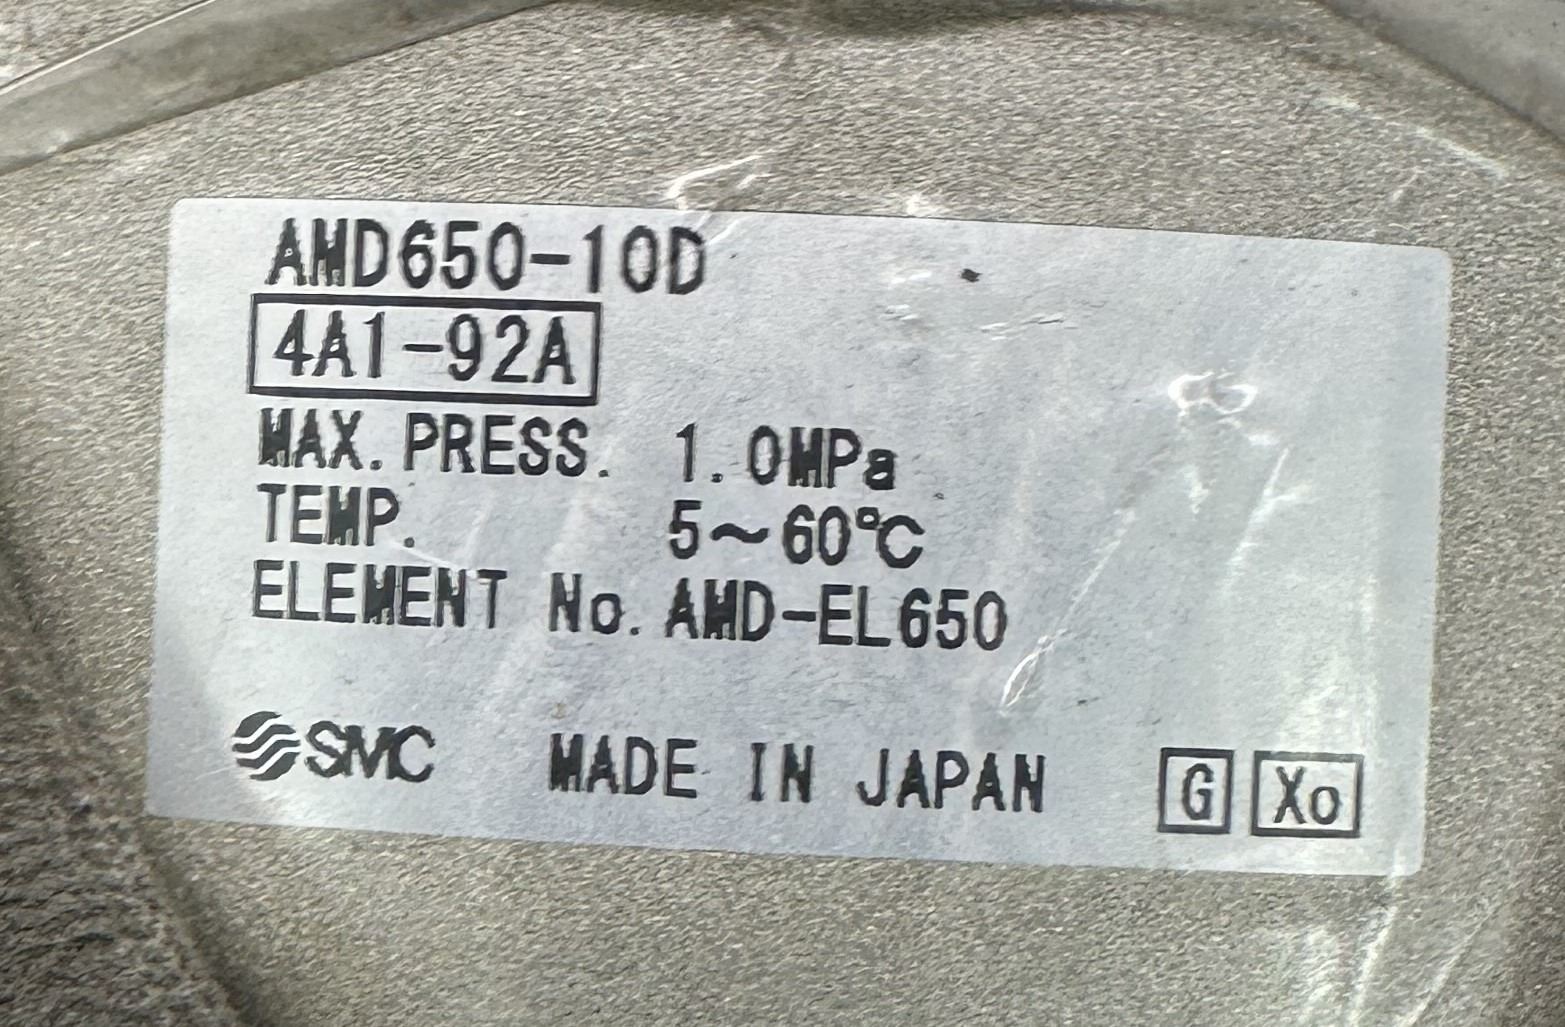 AMD650-10D
4A1-92A
MAX. PRESS. 1.0MPa
TEMP. 5~60°C
ELEMENT No. AMD-EL650
SMC MADE IN JAPAN G Xo